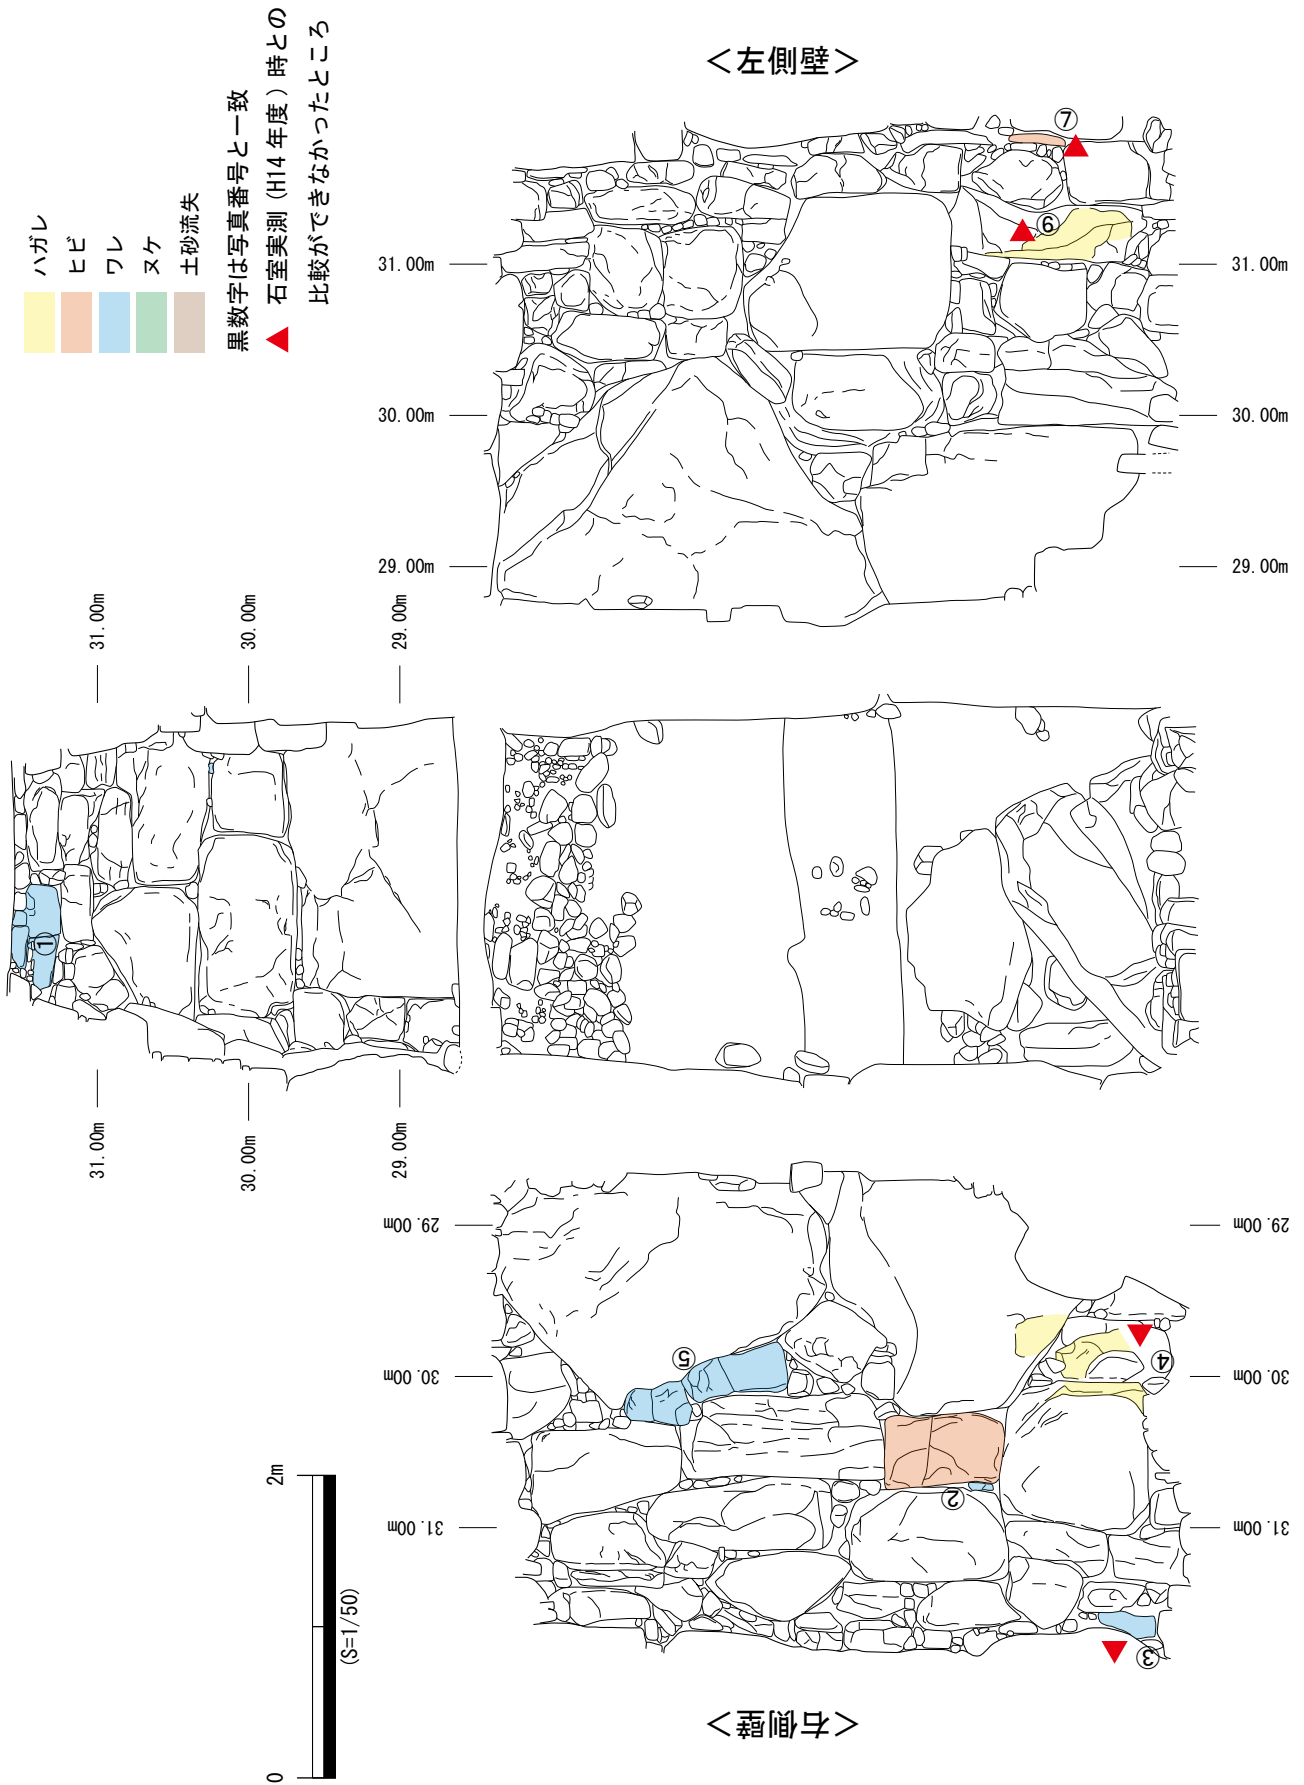 ハガレ
ヒビ
ワレ
ヌケ
土砂流失
黒数字は写真番号と一致
▲ 石室実測(H14年度)時との
比較ができなかったところ
＜左側壁＞
⑦
⑥
31.00m
31.00m
30.00m
30.00m
29.00m
29.00m
31.00m
30.00m
29.00m
①
31.00m
30.00m
29.00m
29.00m
29.00m
30.00m
30.00m
31.00m
31.00m
⑤
④
②
③
＜右側壁＞
2m
0
(S=1/50)